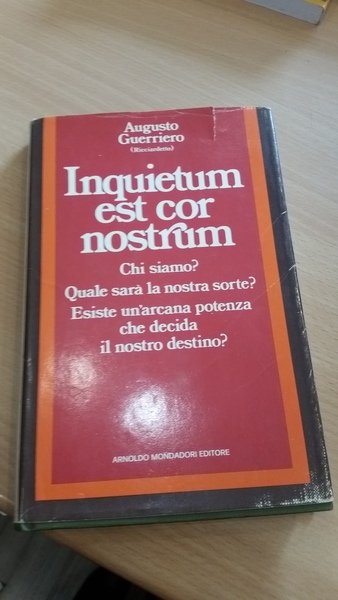 Augusto
Guerriero
(Ricciardetto)
Inquietum
est cor
nostrum
Chi siamo?
Quale sarà la nostra sorte?
Esiste un'arcana potenza
che decida
il nostro destino?
ARNOLDO MONDADORI EDITORE